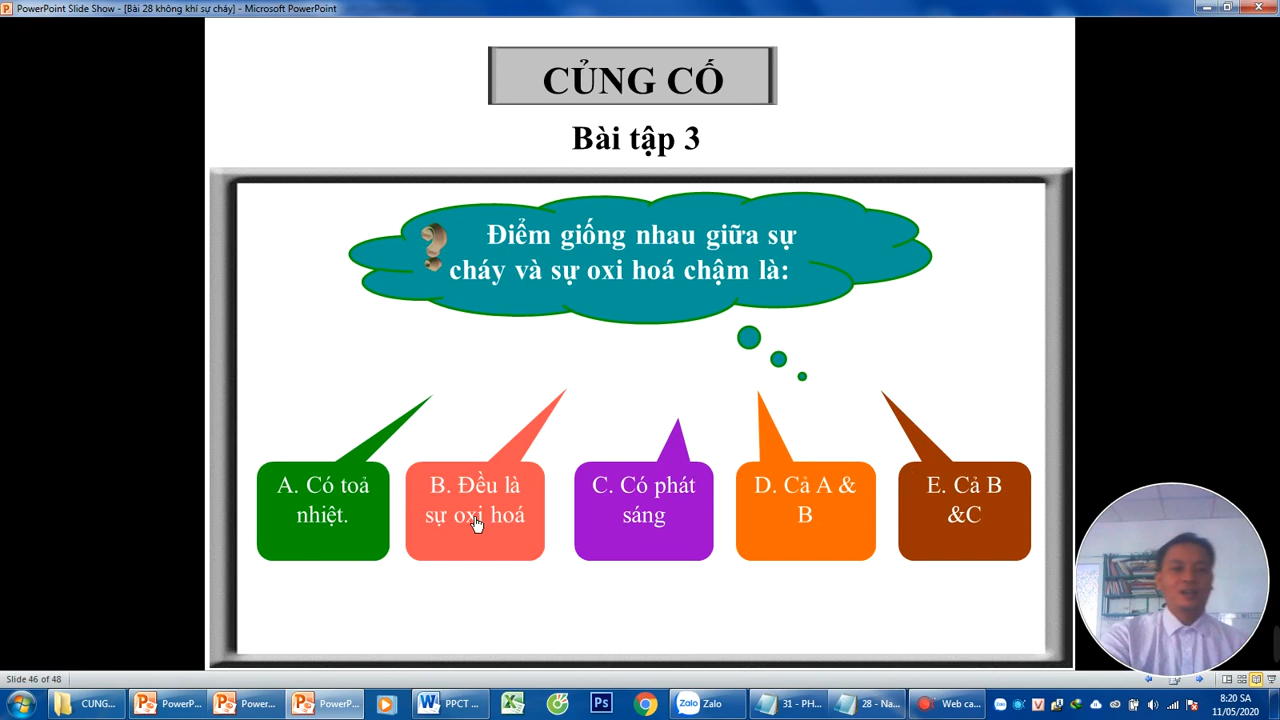 PowerPoint Slide Show - [Bài 28 không khí sự cháy] - Microsoft PowerPoint
CỦNG CỐ
Bài tập 3
Điểm giống nhau giữa sự
cháy và sự oxi hoá chậm là:
A. Có toả
nhiệt.
B. Đều là
sự oxi hoá
C. Có phát
sáng
D. Cả A &
B
E. Cả B
&C
Slide 46 of 48
CUNG...
PowerP...
Power...
PowerP...
PPCT ...
Zalo
31 - PH...
28 - Na...
Web ca...
8:20 SA
11/05/2020